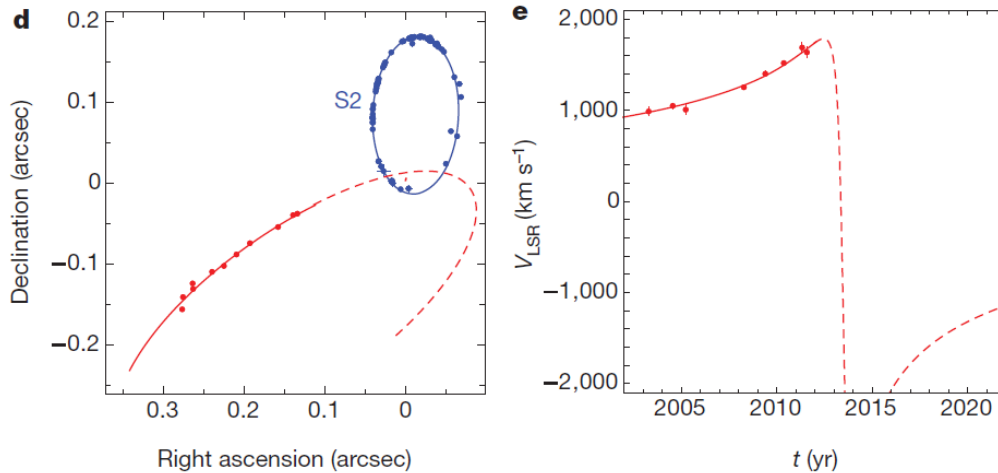 d
0.2
0.1
0
−0.1
−0.2
Declination (arcsec)
S2
0.3
0.2
0.1
0
Right ascension (arcsec)
e
2,000
1,000
0
−1,000
−2,000
V_LSR (km s⁻¹)
2005
2010
2015
2020
t (yr)